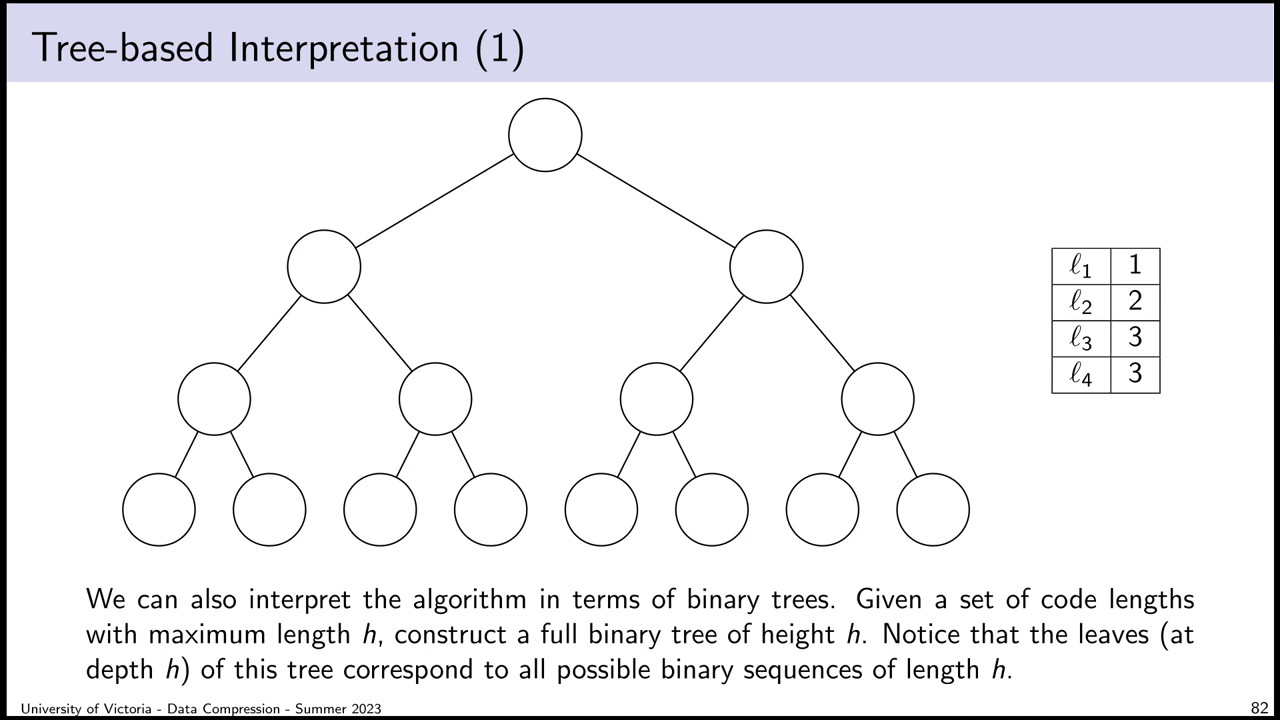 Tree-based Interpretation (1)
ℓ1 1
ℓ2 2
ℓ3 3
ℓ4 3
We can also interpret the algorithm in terms of binary trees. Given a set of code lengths
with maximum length h, construct a full binary tree of height h. Notice that the leaves (at
depth h) of this tree correspond to all possible binary sequences of length h.
University of Victoria - Data Compression - Summer 2023 82